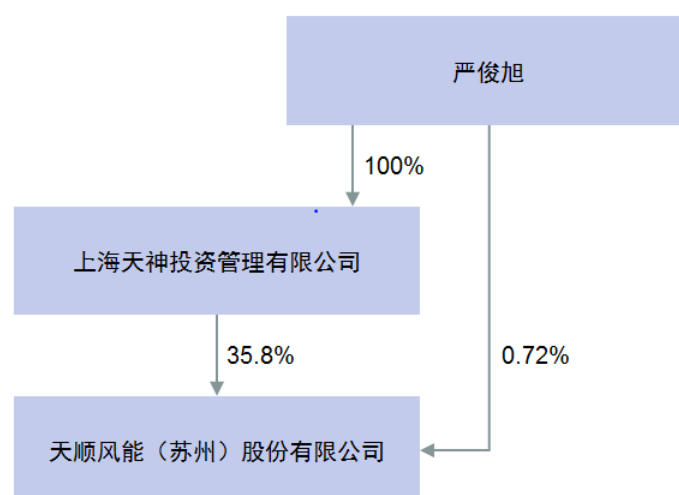 严俊旭
100%
上海天神投资管理有限公司
35.8%
0.72%
天顺风能（苏州）股份有限公司